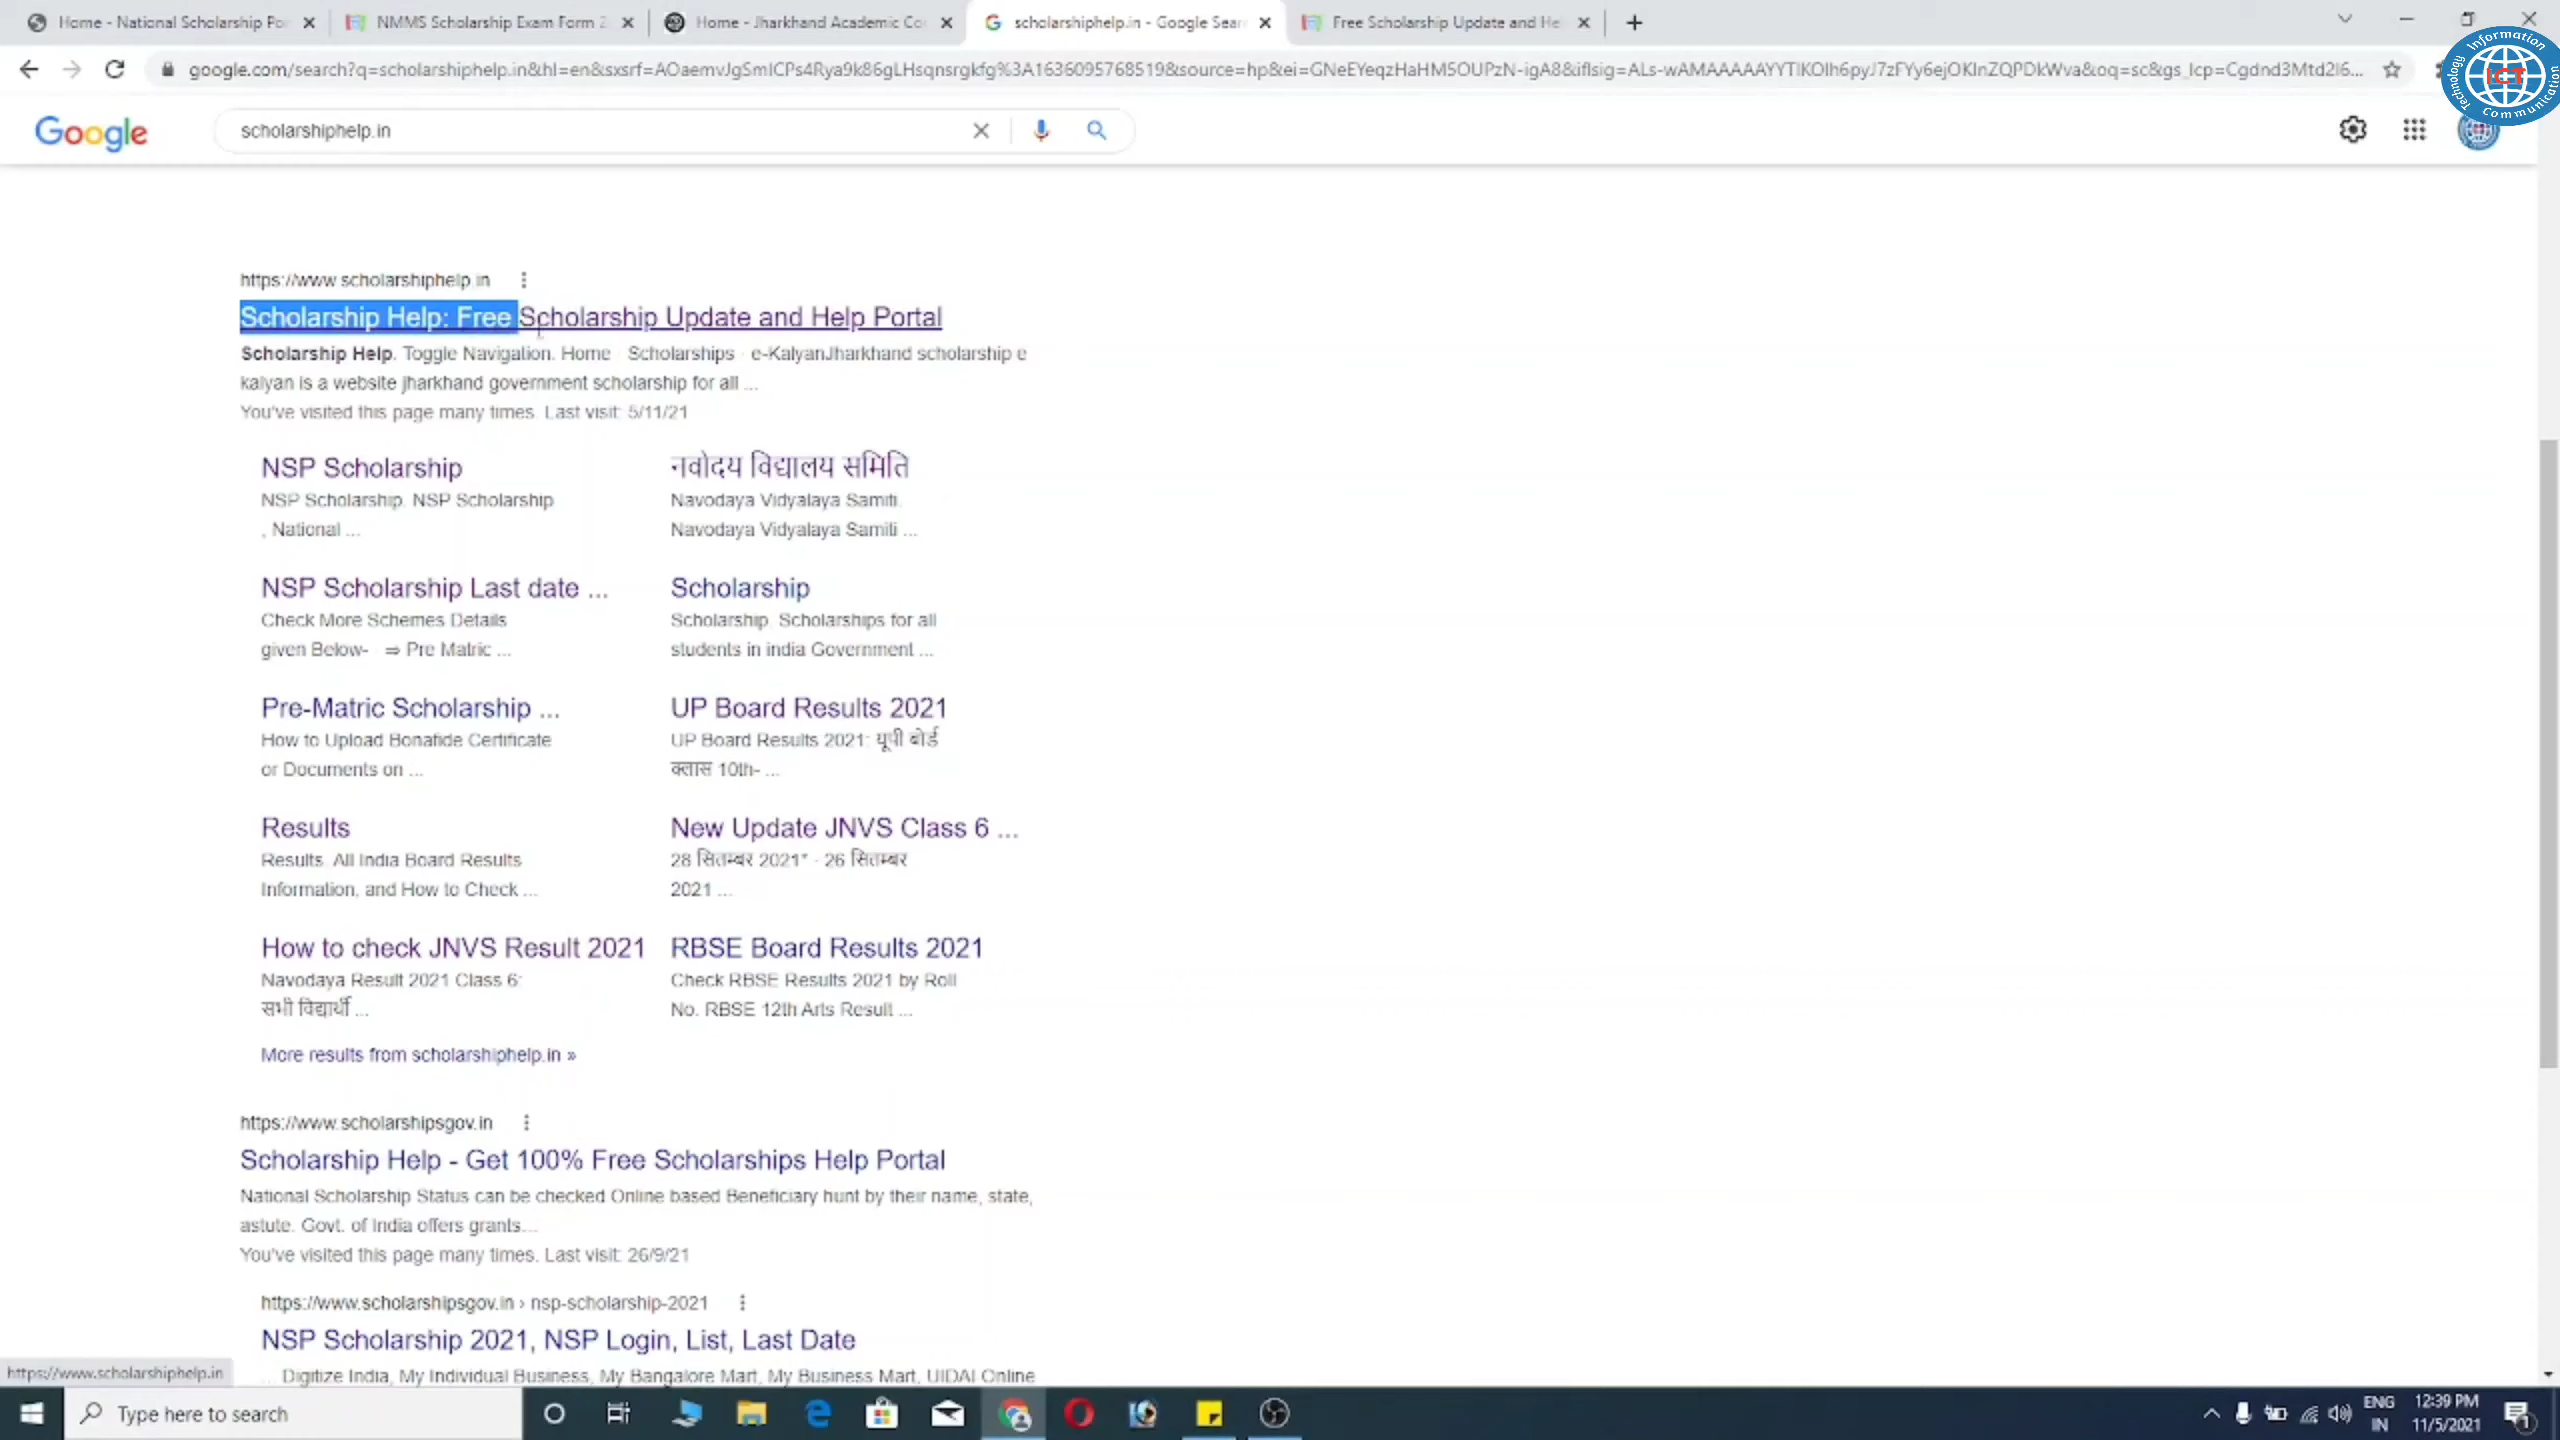 Home - National Scholarship Por
NMMS Scholarship Exam Form 2
Home - Jharkhand Academic Co
scholarshiphelp.in - Google Sear
Free Scholarship Update and He
google.com/search?q=scholarshiphelp.in&hl=en&sxsrf=AOaemvJgSmICPs4Rya9k86gLHsqnsrgkfg%3A1636095768519&source=hp&ei=GNeEYeqzHaHM5OUPzN-igA8&iflsig=ALs-wAMAAAAAYYTlKOlh6pyJ7zFYy6ejOKlnZQPDkWva&oq=sc&gs_lcp=Cgdnd3Mtd2l6...
Information
ICT
Technology
Communication
Google
scholarshiphelp.in
https://www.scholarshiphelp.in
Scholarship Help: Free Scholarship Update and Help Portal
Scholarship Help. Toggle Navigation. Home · Scholarships · e-KalyanJharkhand scholarship e
kalyan is a website jharkhand government scholarship for all ...
You've visited this page many times. Last visit: 5/11/21
NSP Scholarship
NSP Scholarship. NSP Scholarship
, National ...
नवोदय विद्यालय समिति
Navodaya Vidyalaya Samiti.
Navodaya Vidyalaya Samiti ...
NSP Scholarship Last date ...
Check More Schemes Details
given Below- ⇒ Pre Matric ...
Scholarship
Scholarship. Scholarships for all
students in india Government ...
Pre-Matric Scholarship ...
How to Upload Bonafide Certificate
or Documents on ...
UP Board Results 2021
UP Board Results 2021: यूपी बोर्ड
क्लास 10th- ...
Results
Results. All India Board Results
Information, and How to Check ...
New Update JNVS Class 6 ...
28 सितम्बर 2021* · 26 सितम्बर
2021 ...
How to check JNVS Result 2021
Navodaya Result 2021 Class 6:
सभी विद्यार्थी ...
RBSE Board Results 2021
Check RBSE Results 2021 by Roll
No. RBSE 12th Arts Result ...
More results from scholarshiphelp.in »
https://www.scholarshipsgov.in
Scholarship Help - Get 100% Free Scholarships Help Portal
National Scholarship Status can be checked Online based Beneficiary hunt by their name, state,
astute. Govt. of India offers grants...
You've visited this page many times. Last visit: 26/9/21
https://www.scholarshipsgov.in › nsp-scholarship-2021
NSP Scholarship 2021, NSP Login, List, Last Date
... Digitize India, My Individual Business, My Bangalore Mart, My Business Mart, UIDAI Online
https://www.scholarshiphelp.in
Type here to search
ENG
IN
12:39 PM
11/5/2021
1